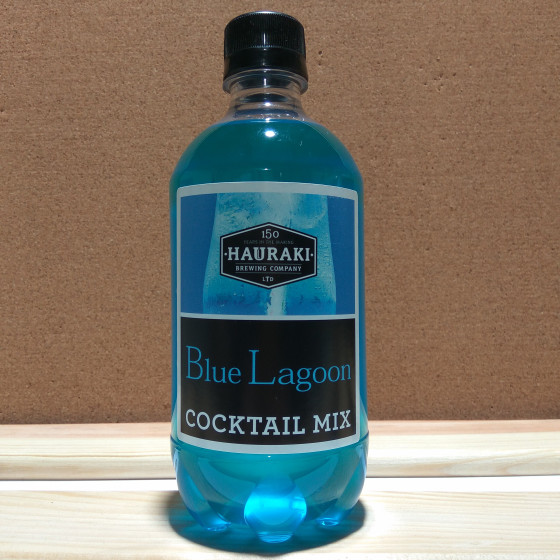 150
YEARS IN THE MAKING
·HAURAKI·
BREWING COMPANY
LTD
Blue Lagoon
COCKTAIL MIX